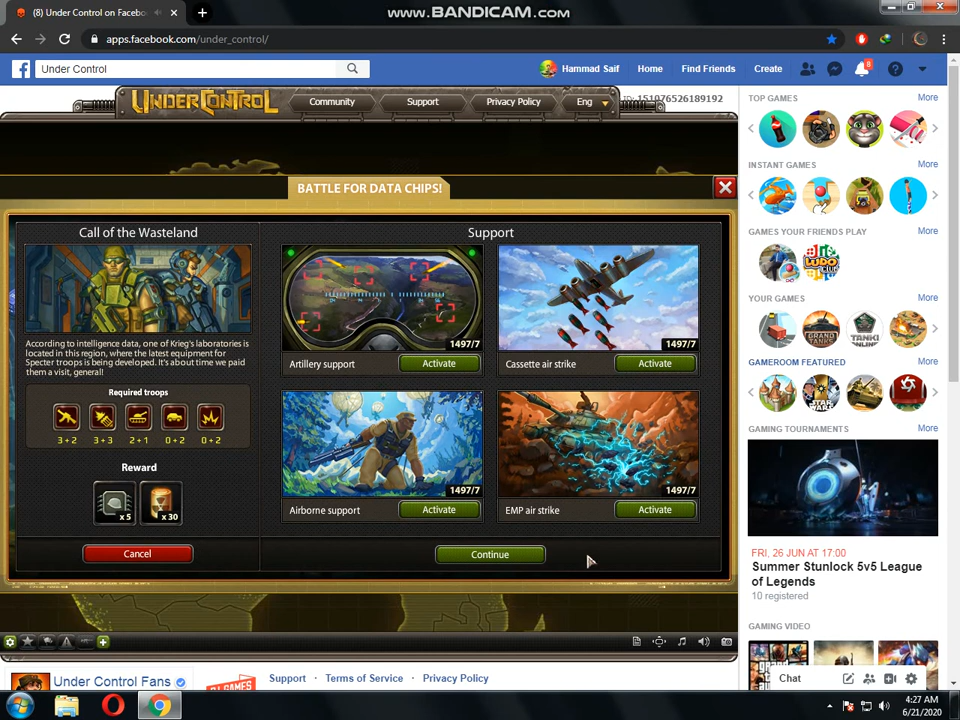 (8) Under Control on Facebo
www.BANDICAM.com
apps.facebook.com/under_control/
Under Control
Hammad Saif
Home
Find Friends
Create
8
UNDERCONTROL
Community
Support
Privacy Policy
Eng
ID: 151076526189192
TOP GAMES
More
INSTANT GAMES
More
GAMES YOUR FRIENDS PLAY
More
YOUR GAMES
More
GAMEROOM FEATURED
More
GAMING TOURNAMENTS
More
BATTLE FOR DATA CHIPS!
Call of the Wasteland
According to intelligence data, one of Krieg's laboratories is
located in this region, where the latest equipment for
Specter troops is being developed. It's about time we paid
them a visit, general!
Required troops
3 + 2
3 + 3
2 + 1
0 + 2
0 + 2
Reward
x 5
x 30
Cancel
Support
1497/7
Artillery support
Activate
1497/7
Cassette air strike
Activate
1497/7
Airborne support
Activate
1497/7
EMP air strike
Activate
Continue
FRI, 26 JUN AT 17:00
Summer Stunlock 5v5 League
of Legends
10 registered
GAMING VIDEO
More
Chat
Under Control Fans
Support · Terms of Service · Privacy Policy
4:27 AM
6/21/2020